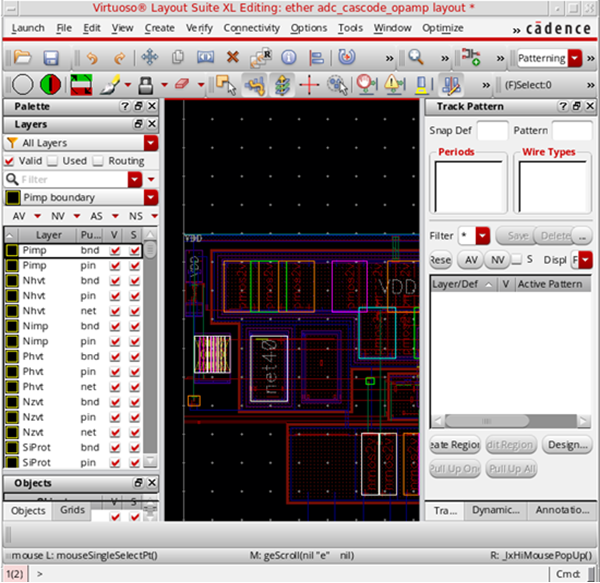 Virtuoso® Layout Suite XL Editing: ether adc_cascode_opamp layout *
Launch File Edit View Create Verify Connectivity Options Tools Window Optimize » cādence
» » » Patterning
» (F)Select:0
Palette ? Track Pattern ?
Layers
All Layers
Valid Used Routing
Filter
Pimp boundary
AV NV AS NS
Layer Pu... V S
Pimp bnd
Pimp pin
Nhvt bnd
Nhvt pin
Nhvt net
Nimp bnd
Nimp pin
Phvt bnd
Phvt pin
Phvt net
Nzvt bnd
Nzvt pin
Nzvt net
SiProt bnd
SiProt pin
Objects ?
Objects V S
Objects Grids
VDD
VDD
VDD
net40
Snap Def Pattern
Periods Wire Types
Filter * Save Delete ...
Rese AV NV S Displ F
Layer/Def V Active Pattern
eate Region dit Region Design...
Pull Up One Pull Up All
Tra... Dynamic... Annotatio...
mouse L: mouseSingleSelectPt() M: geScroll(nil "e" nil) R: _lxHiMousePopUp()
1(2) > Cmd: